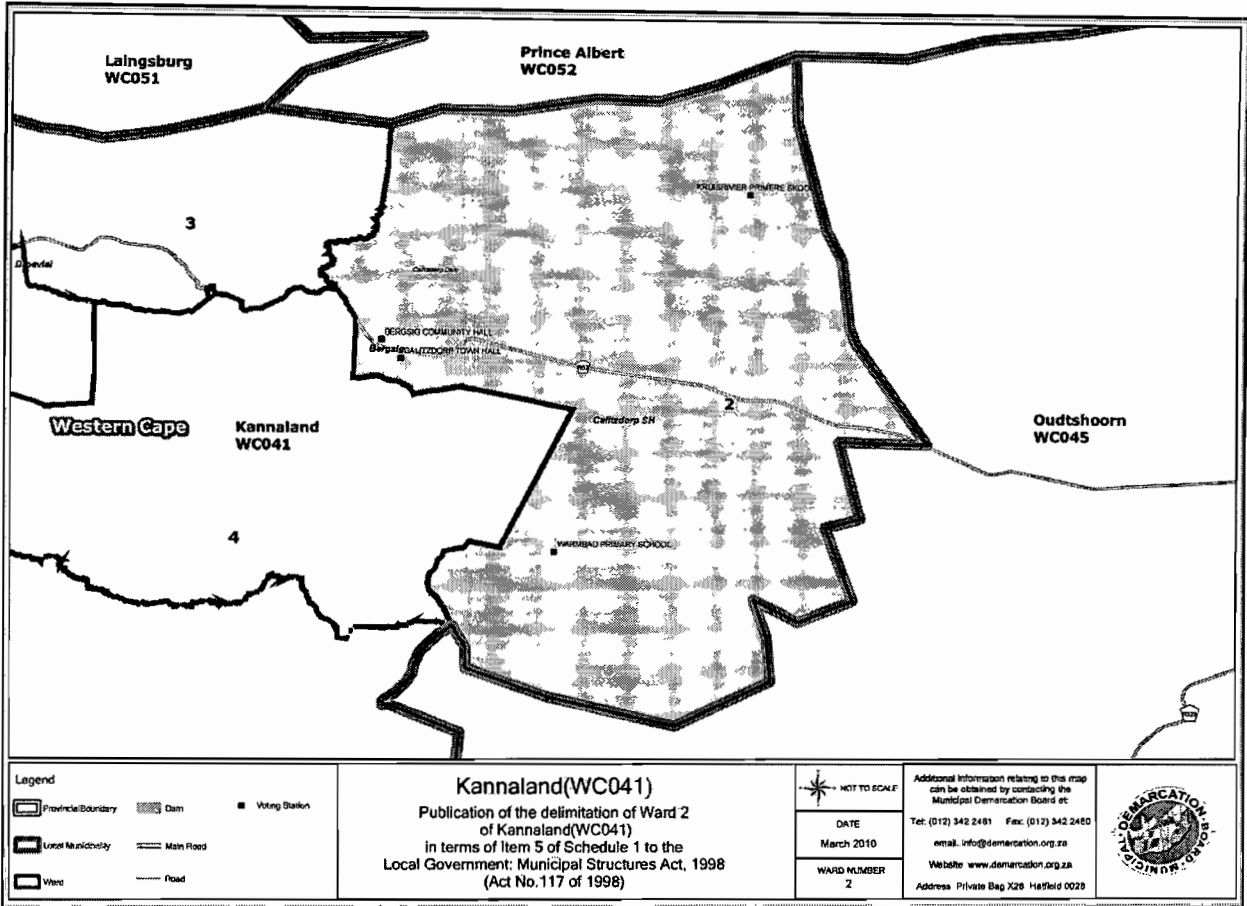 Laingsburg
WC051
Prince Albert
WC052
KRUISRIVIER PRIMERE SKOOL
3
Calitzdorp Dam
BERGSIG COMMUNITY HALL
Bergsig
CALITZDORP TOWN HALL
R62
2
Western Cape
Kannaland
WC041
Calitzdorp SH
Oudtshoorn
WC045
4
WARMBAD PRIMARY SCHOOL
Legend
Provincial Boundary
Dam
Voting Station
Local Municipality
Main Road
Ward
Road
Kannaland(WC041)
Publication of the delimitation of Ward 2
of Kannaland(WC041)
in terms of Item 5 of Schedule 1 to the
Local Government: Municipal Structures Act, 1998
(Act No.117 of 1998)
NOT TO SCALE
DATE
March 2010
WARD NUMBER
2
Additional information relating to this map
can be obtained by contacting the
Municipal Demarcation Board at:
Tel: (012) 342 2481 Fax: (012) 342 2480
email. info@demarcation.org.za
Website www.demarcation.org.za
Address Private Bag X28 Hatfield 0028
MUNICIPAL DEMARCATION BOARD